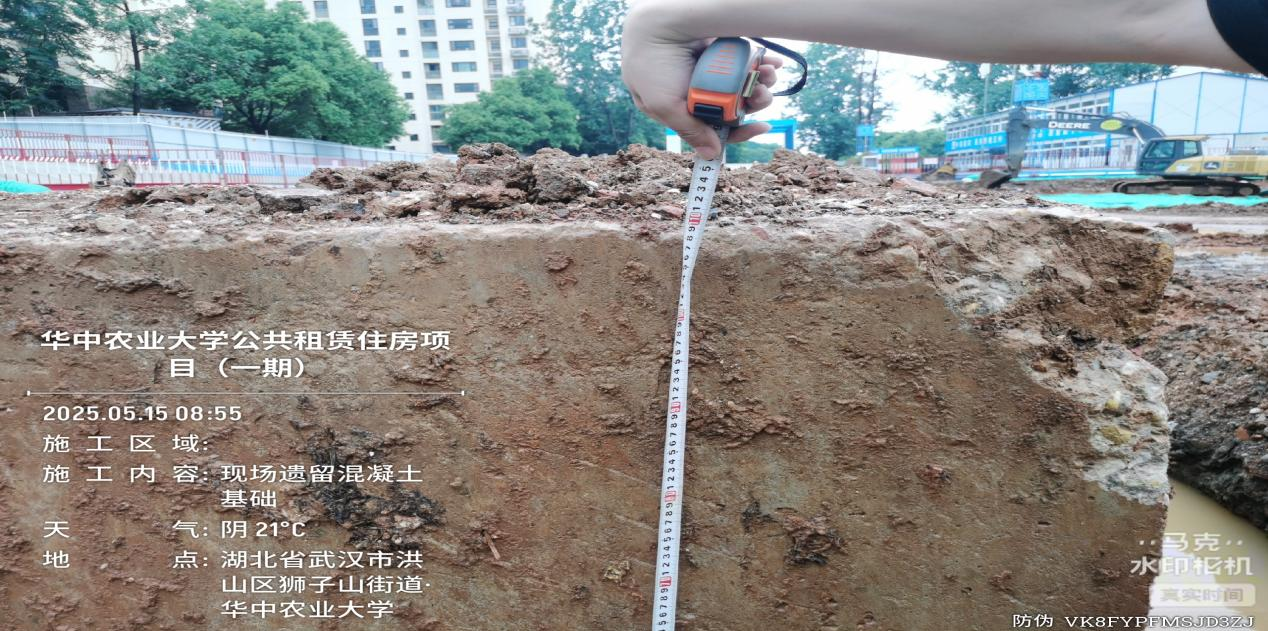 DEERE
华中农业大学公共租赁住房项
目（一期）
2025.05.15 08:55
施工区域:
施工内容: 现场遗留混凝土
基础
天气: 阴 21℃
地点: 湖北省武汉市洪
山区狮子山街道·
华中农业大学
马克
水印相机
真实时间
防伪 VK8FYPFMSJD3ZJ